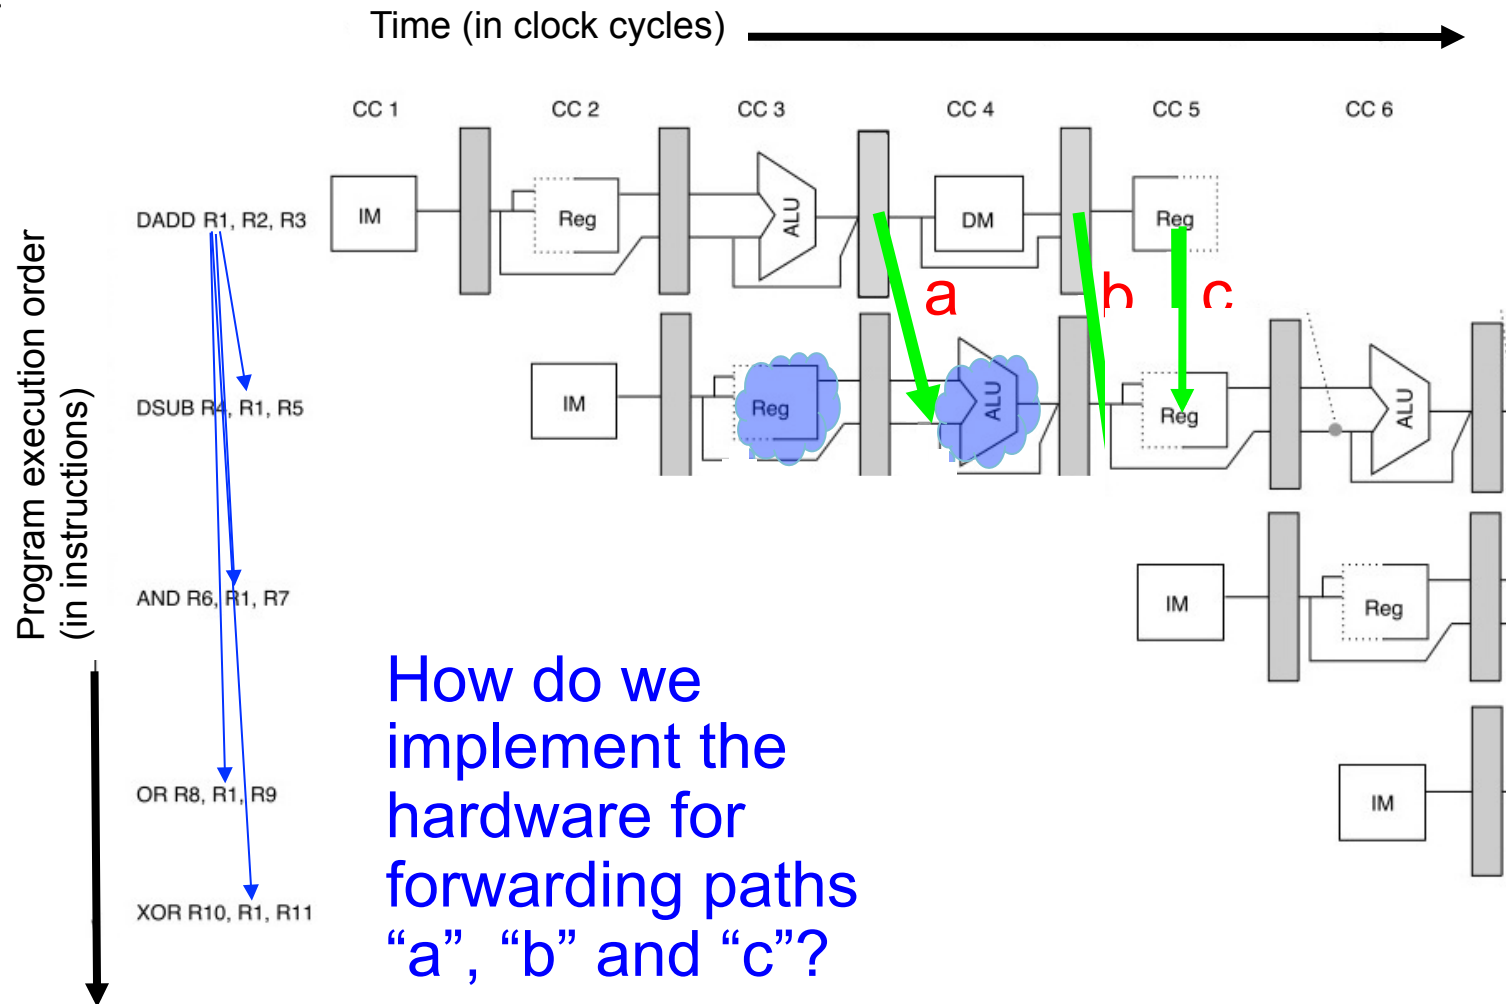 Time (in clock cycles)
CC 1 CC 2 CC 3 CC 4 CC 5 CC 6
Program execution order
(in instructions)
DADD R1, R2, R3
IM Reg ALU DM Reg
a b c
DSUB R4, R1, R5
IM Reg ALU Reg ALU
AND R6, R1, R7
IM Reg
How do we
implement the
hardware for
forwarding paths
“a”, “b” and “c”?
OR R8, R1, R9
IM
XOR R10, R1, R11